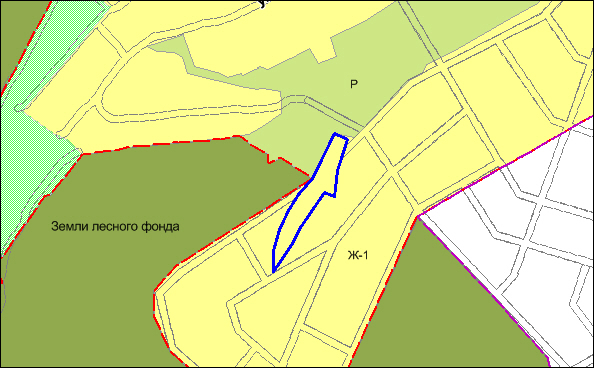 Р
Земли лесного фонда
Ж-1